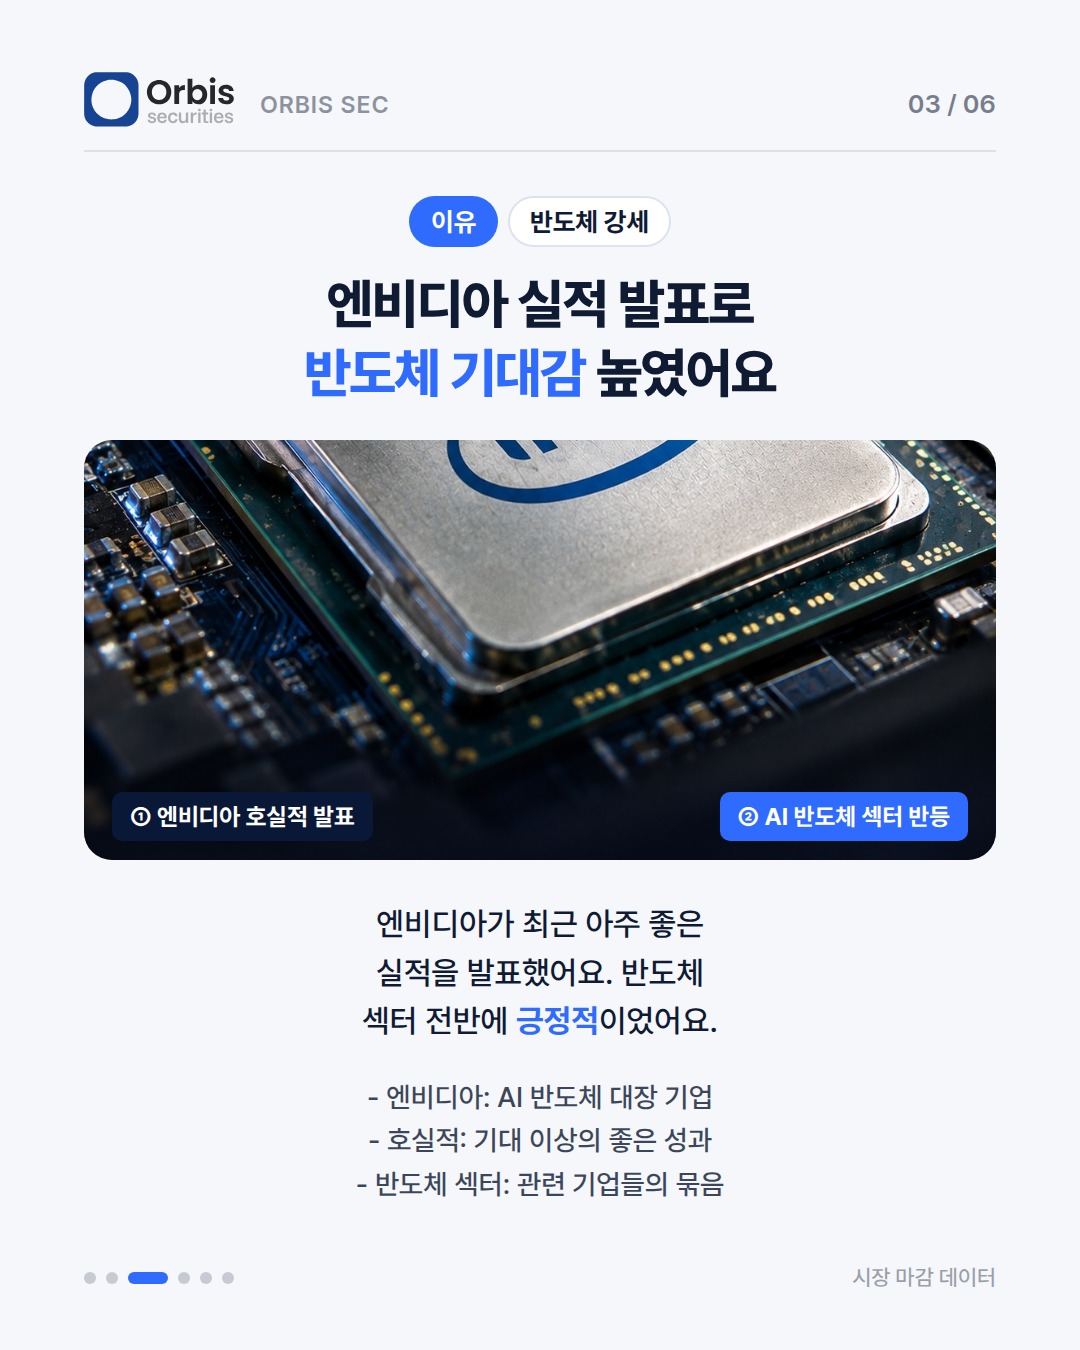 Orbis
securities
ORBIS SEC
03 / 06
이유
반도체 강세
엔비디아 실적 발표로
반도체 기대감 높였어요
① 엔비디아 호실적 발표
② AI 반도체 섹터 반등
엔비디아가 최근 아주 좋은
실적을 발표했어요. 반도체
섹터 전반에 긍정적이었어요.
- 엔비디아: AI 반도체 대장 기업
- 호실적: 기대 이상의 좋은 성과
- 반도체 섹터: 관련 기업들의 묶음
시장 마감 데이터